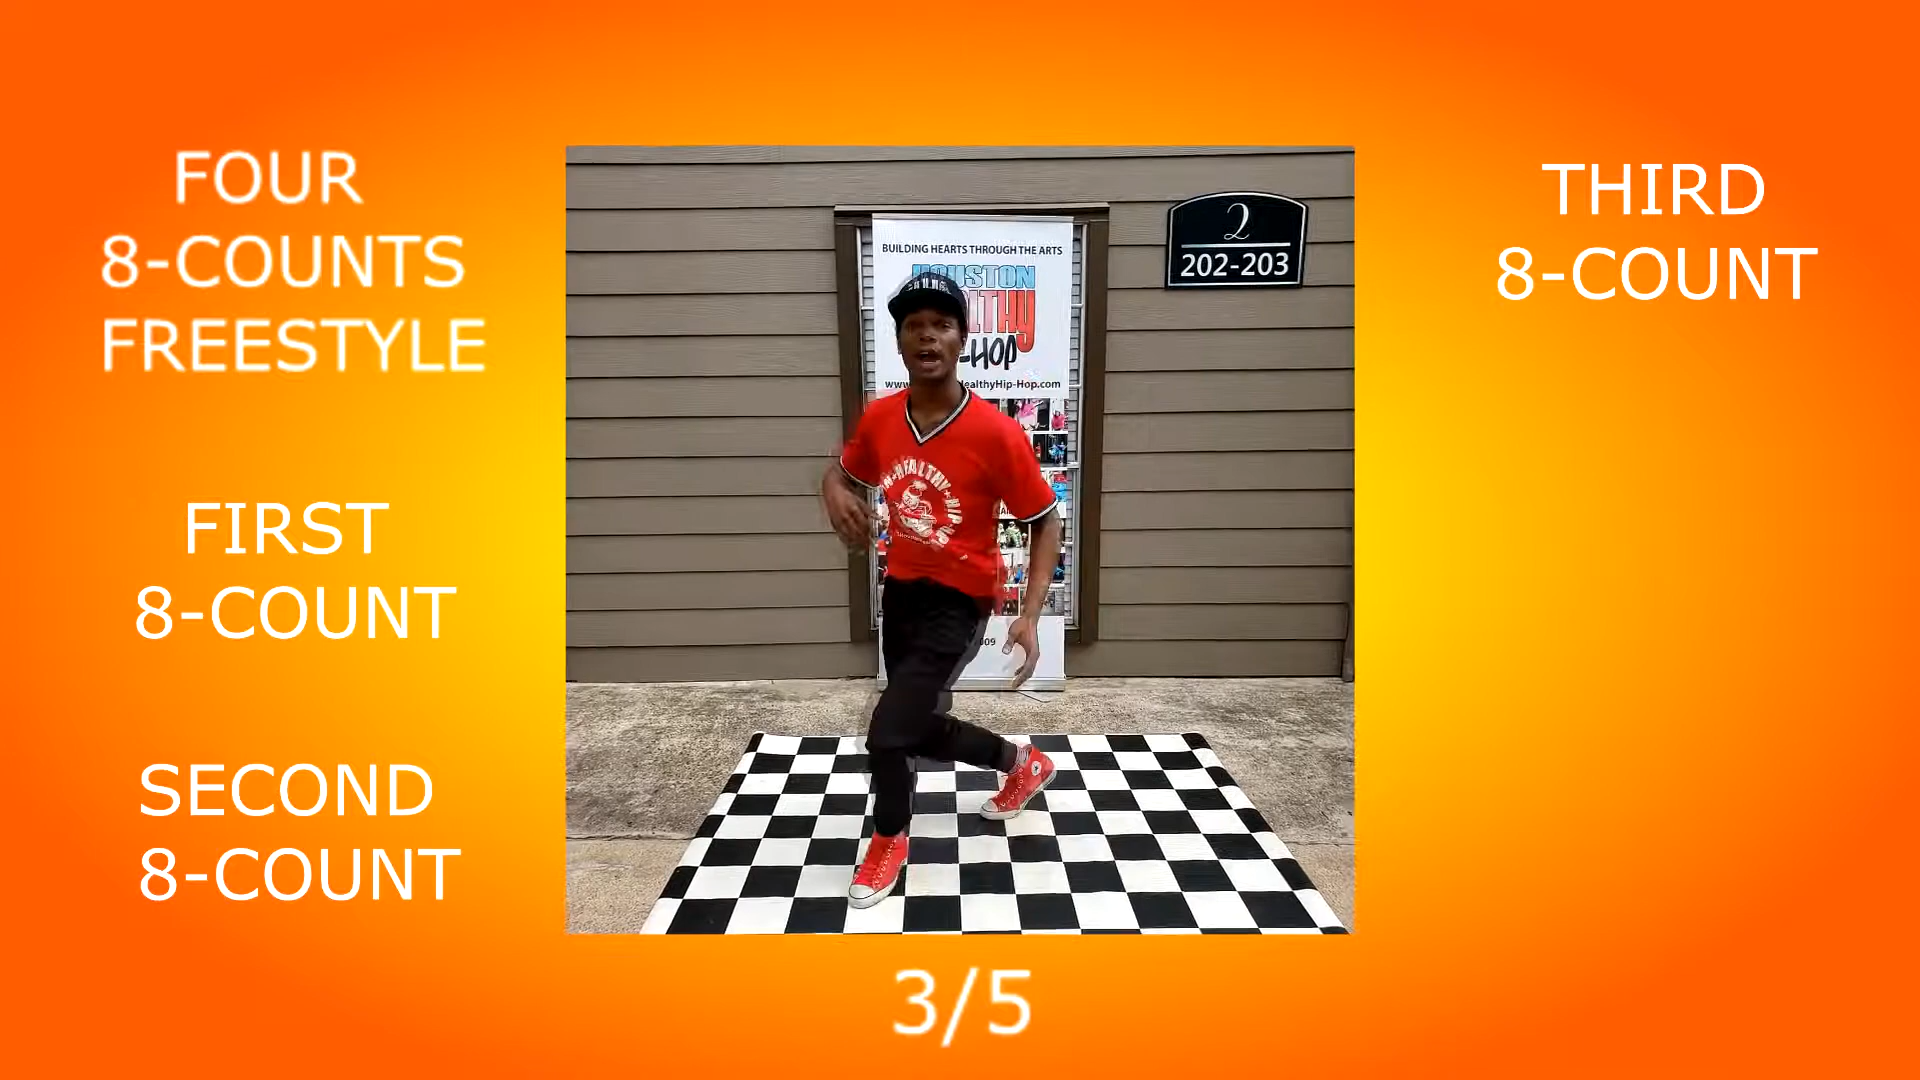 FOUR
8-COUNTS
FREESTYLE
FIRST
8-COUNT
SECOND
8-COUNT
THIRD
8-COUNT
BUILDING HEARTS THROUGH THE ARTS
HOUSTON
-HOP
ealthyHip-Hop.com
2
202-203
HEALTHY HIP
3/5